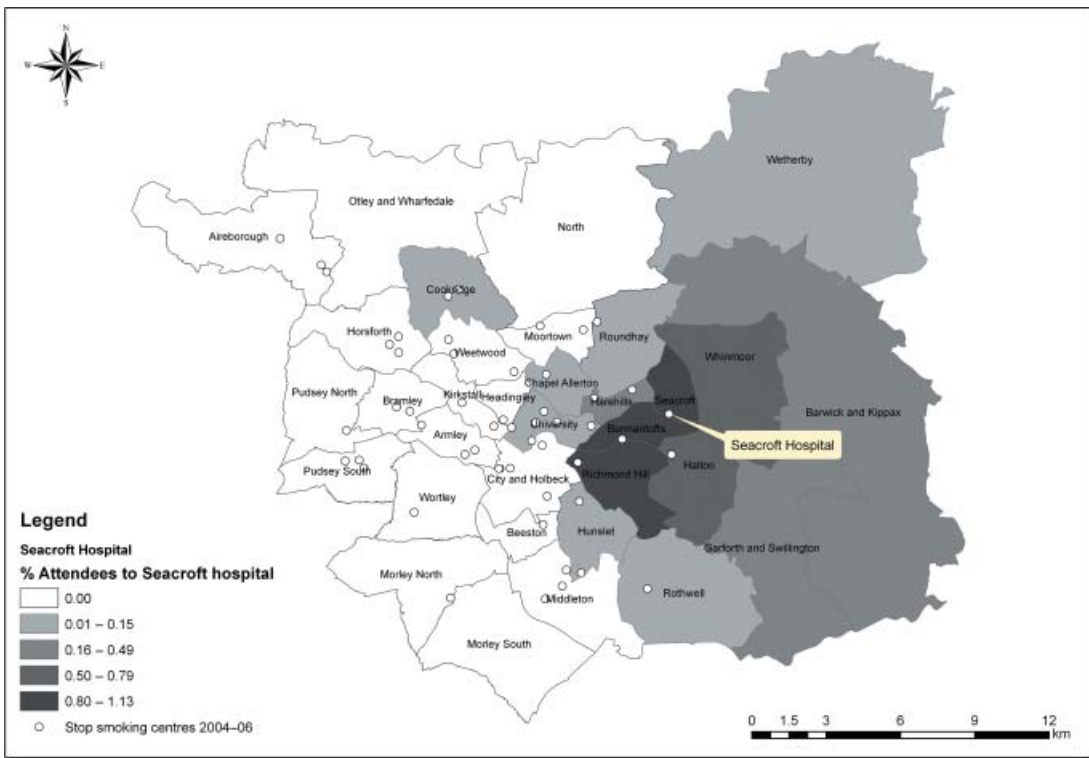 N
W E
S
Wetherby
Otley and Wharfedale
North
Aireborough
Cookridge
Horsforth
Moortown
Roundhay
Weetwood
Whinmoor
Chapel Allerton
Pudsey North
Kirkstall
Headingley
Harehills
Seacroft
Bramley
Barwick and Kippax
University
Burmantofts
Armley
Seacroft Hospital
Pudsey South
City and Holbeck
Richmond Hill
Halton
Wortley
Beeston
Hunslet
Garforth and Swillington
Morley North
Middleton
Rothwell
Morley South
Legend
Seacroft Hospital
% Attendees to Seacroft hospital
0.00
0.01 – 0.15
0.16 – 0.49
0.50 – 0.79
0.80 – 1.13
Stop smoking centres 2004–06
0 1.5 3 6 9 12
km